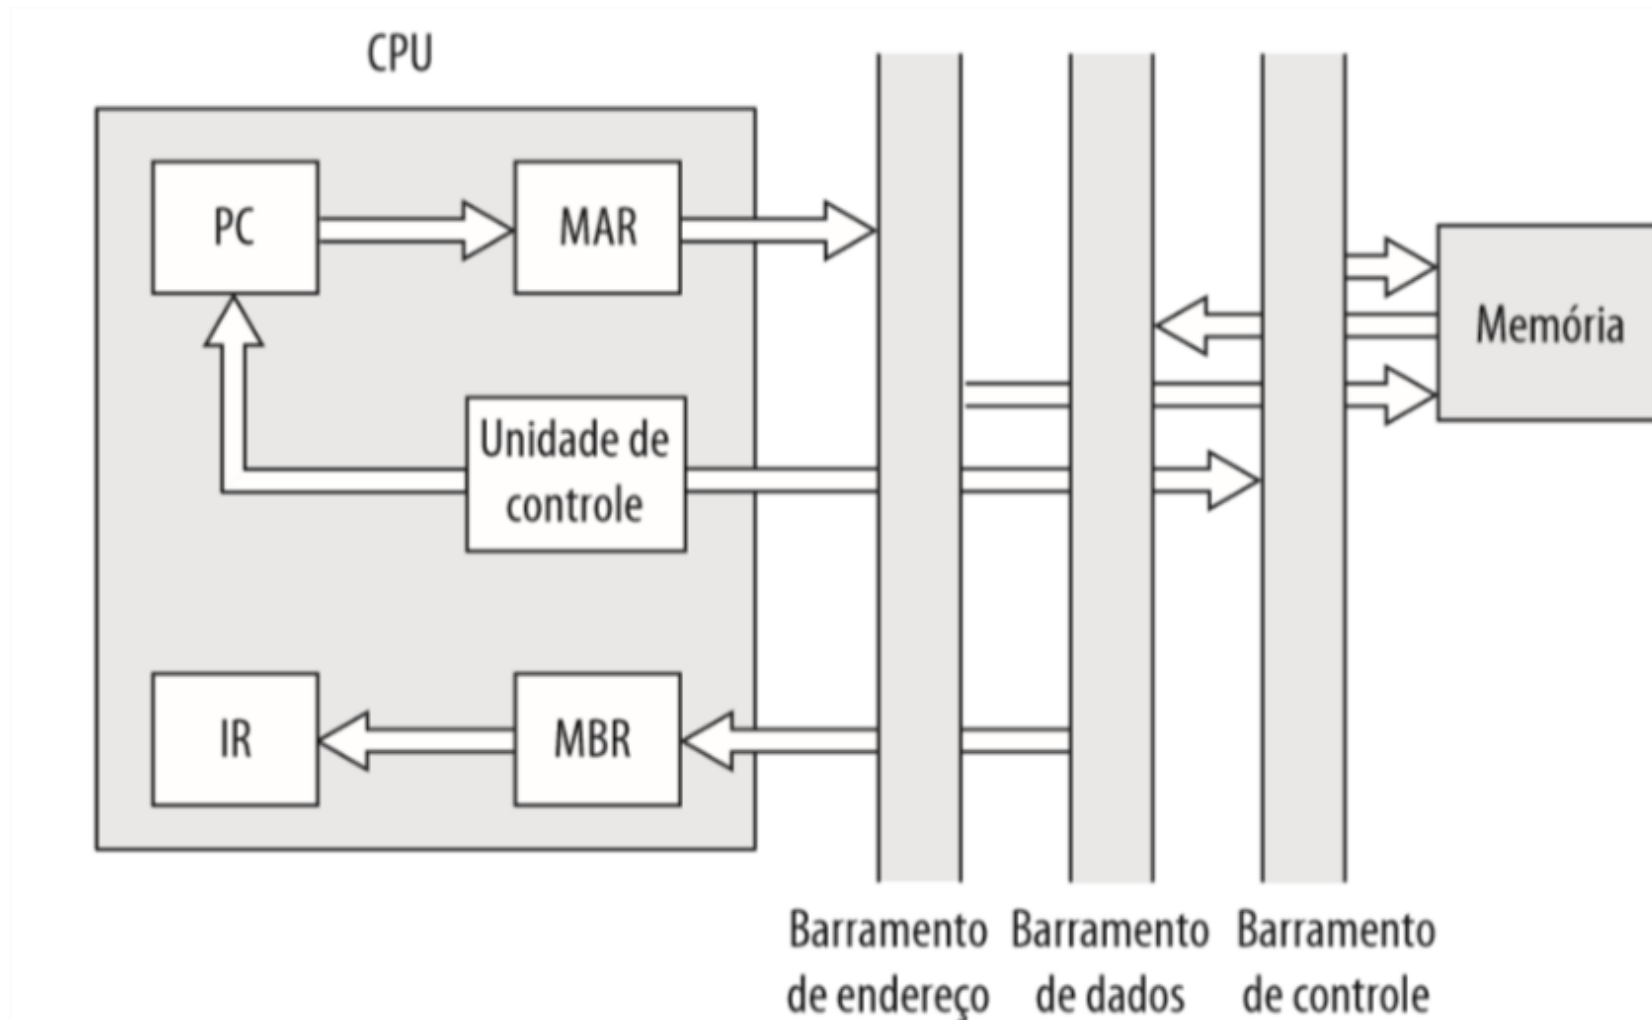 CPU
PC
MAR
Memória
Unidade de
controle
IR
MBR
Barramento
de endereço
Barramento
de dados
Barramento
de controle